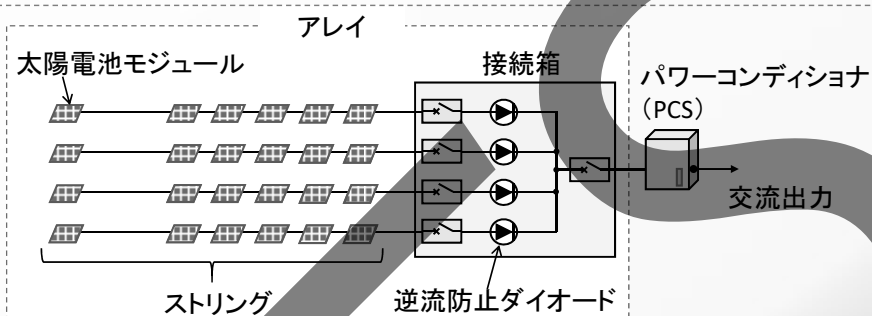 アレイ
太陽電池モジュール
接続箱
パワーコンディショナ
（PCS）
交流出力
ストリング
逆流防止ダイオード